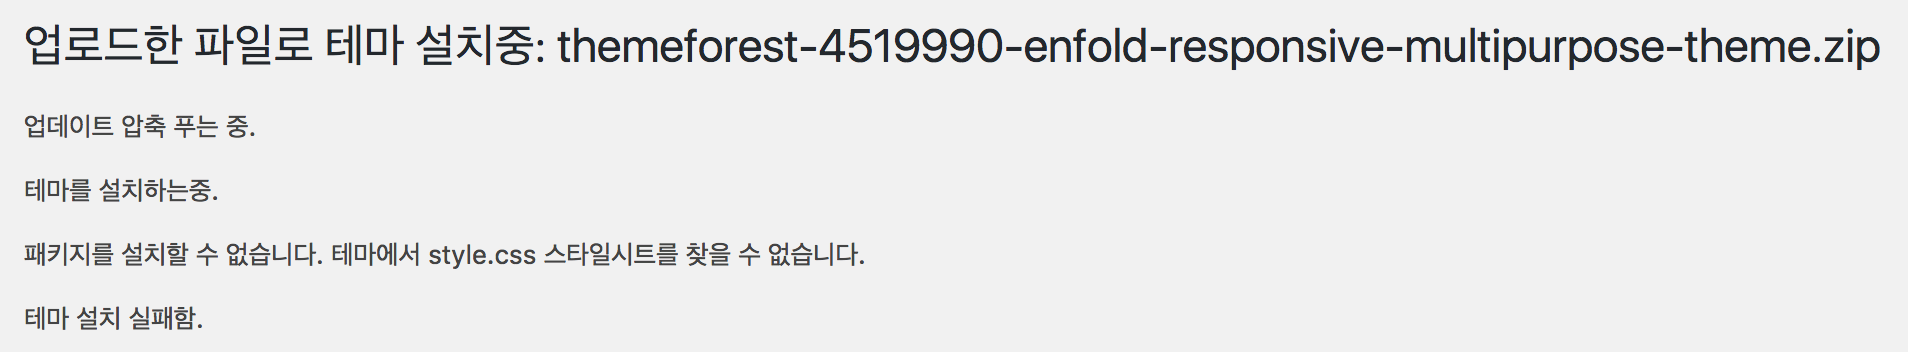 업로드한 파일로 테마 설치중: themeforest-4519990-enfold-responsive-multipurpose-theme.zip
업데이트 압축 푸는 중.
테마를 설치하는중.
패키지를 설치할 수 없습니다. 테마에서 style.css 스타일시트를 찾을 수 없습니다.
테마 설치 실패함.